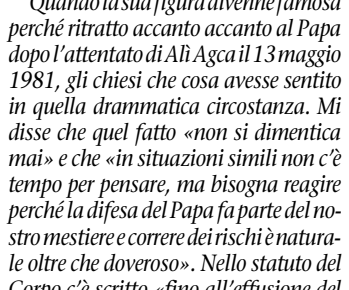 Quando la sua figura divenne famosa
perché ritratto accanto accanto al Papa
dopo l'attentato di Alì Agca il 13 maggio
1981, gli chiesi che cosa avesse sentito
in quella drammatica circostanza. Mi
disse che quel fatto «non si dimentica
mai» e che «in situazioni simili non c'è
tempo per pensare, ma bisogna reagire
perché la difesa del Papa fa parte del no-
stro mestiere e correre dei rischi è natura-
le oltre che doveroso». Nello statuto del
Corpo c'è scritto «fino all'effusione del